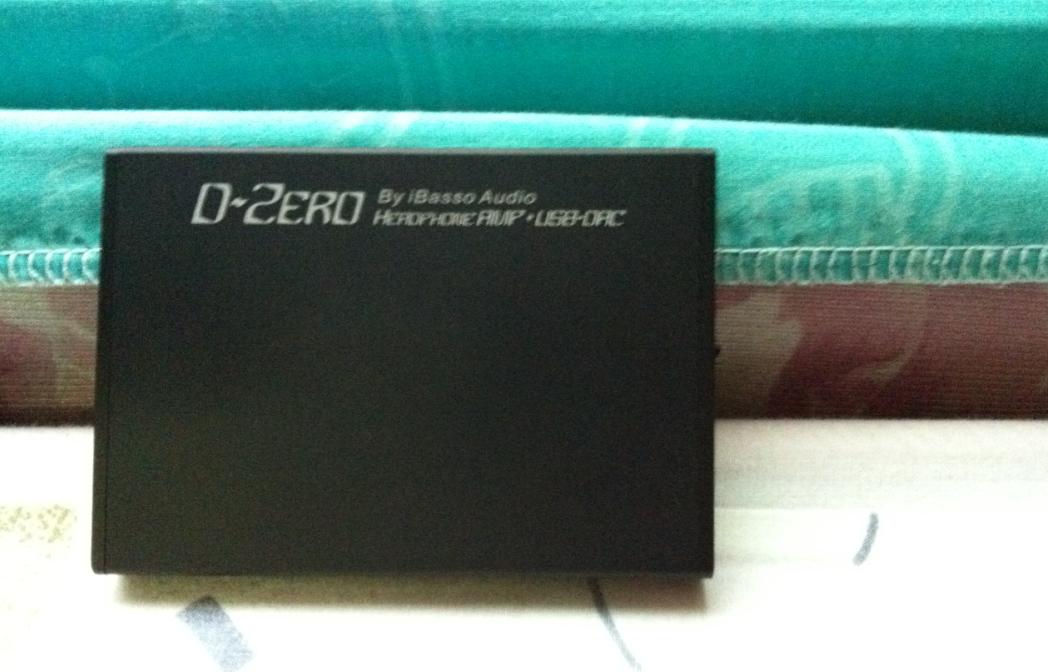 D-ZERO
By iBasso Audio
HEADPHONE AMP+USB-DAC